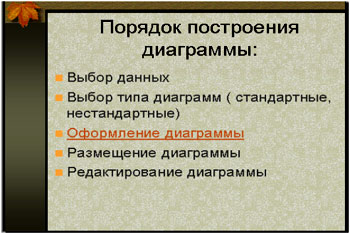 Порядок построения
диаграммы:
Выбор данных
Выбор типа диаграмм ( стандартные,
нестандартные)
Оформление диаграммы
Размещение диаграммы
Редактирование диаграммы